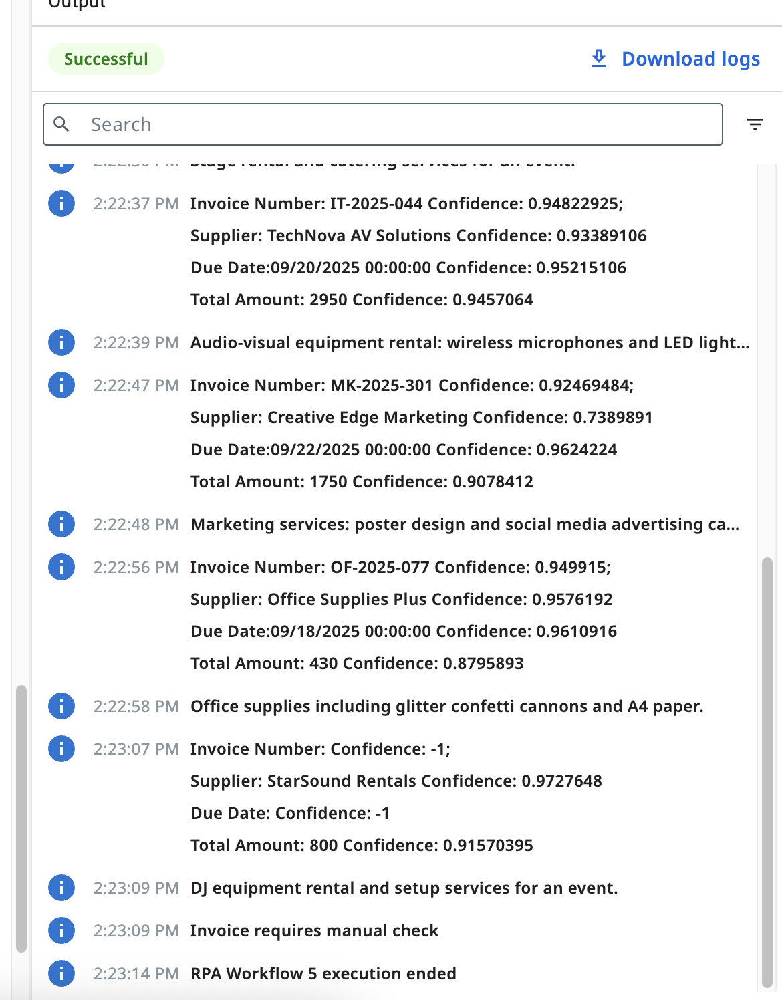 Output
Successful
Download logs
Search
2:22:36 PM Stage rental and catering services for an event.
2:22:37 PM Invoice Number: IT-2025-044 Confidence: 0.94822925;
Supplier: TechNova AV Solutions Confidence: 0.93389106
Due Date:09/20/2025 00:00:00 Confidence: 0.95215106
Total Amount: 2950 Confidence: 0.9457064
2:22:39 PM Audio-visual equipment rental: wireless microphones and LED light...
2:22:47 PM Invoice Number: MK-2025-301 Confidence: 0.92469484;
Supplier: Creative Edge Marketing Confidence: 0.7389891
Due Date:09/22/2025 00:00:00 Confidence: 0.9624224
Total Amount: 1750 Confidence: 0.9078412
2:22:48 PM Marketing services: poster design and social media advertising ca...
2:22:56 PM Invoice Number: OF-2025-077 Confidence: 0.949915;
Supplier: Office Supplies Plus Confidence: 0.9576192
Due Date:09/18/2025 00:00:00 Confidence: 0.9610916
Total Amount: 430 Confidence: 0.8795893
2:22:58 PM Office supplies including glitter confetti cannons and A4 paper.
2:23:07 PM Invoice Number: Confidence: -1;
Supplier: StarSound Rentals Confidence: 0.9727648
Due Date: Confidence: -1
Total Amount: 800 Confidence: 0.91570395
2:23:09 PM DJ equipment rental and setup services for an event.
2:23:09 PM Invoice requires manual check
2:23:14 PM RPA Workflow 5 execution ended